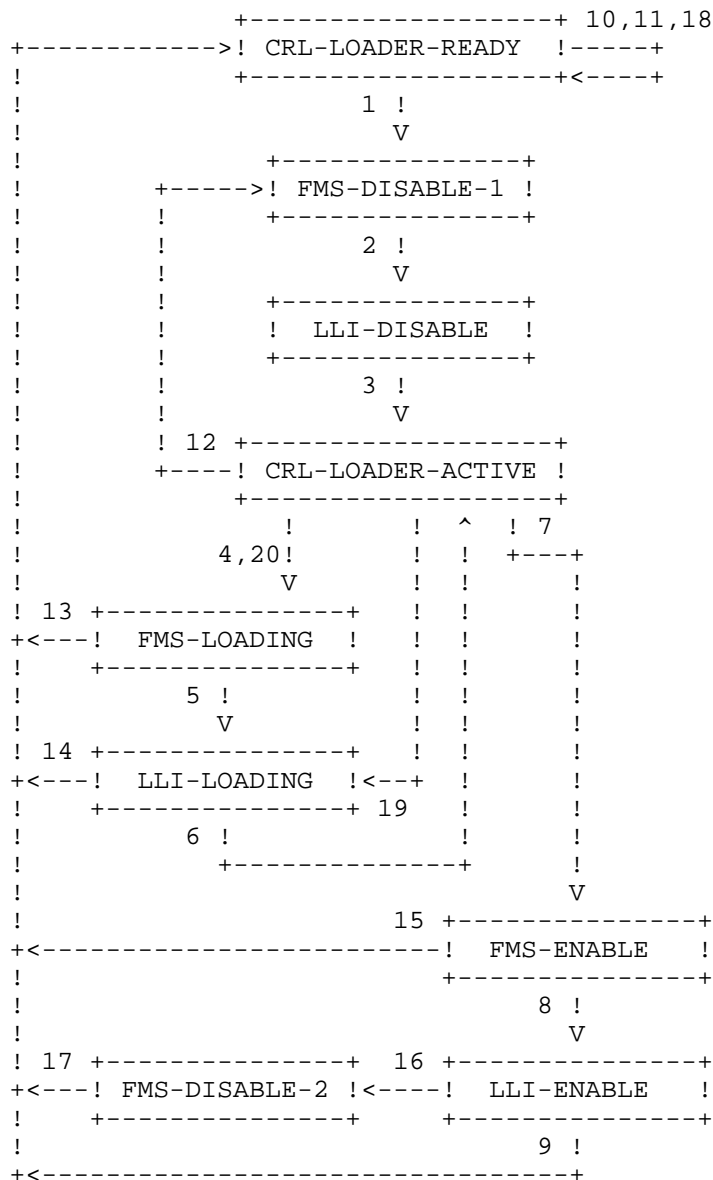 10,11,18
CRL-LOADER-READY
1
FMS-DISABLE-1
2
LLI-DISABLE
3
12
CRL-LOADER-ACTIVE
7
4,20
13
FMS-LOADING
5
14
LLI-LOADING
19
6
15
FMS-ENABLE
8
17 16
FMS-DISABLE-2 LLI-ENABLE
9